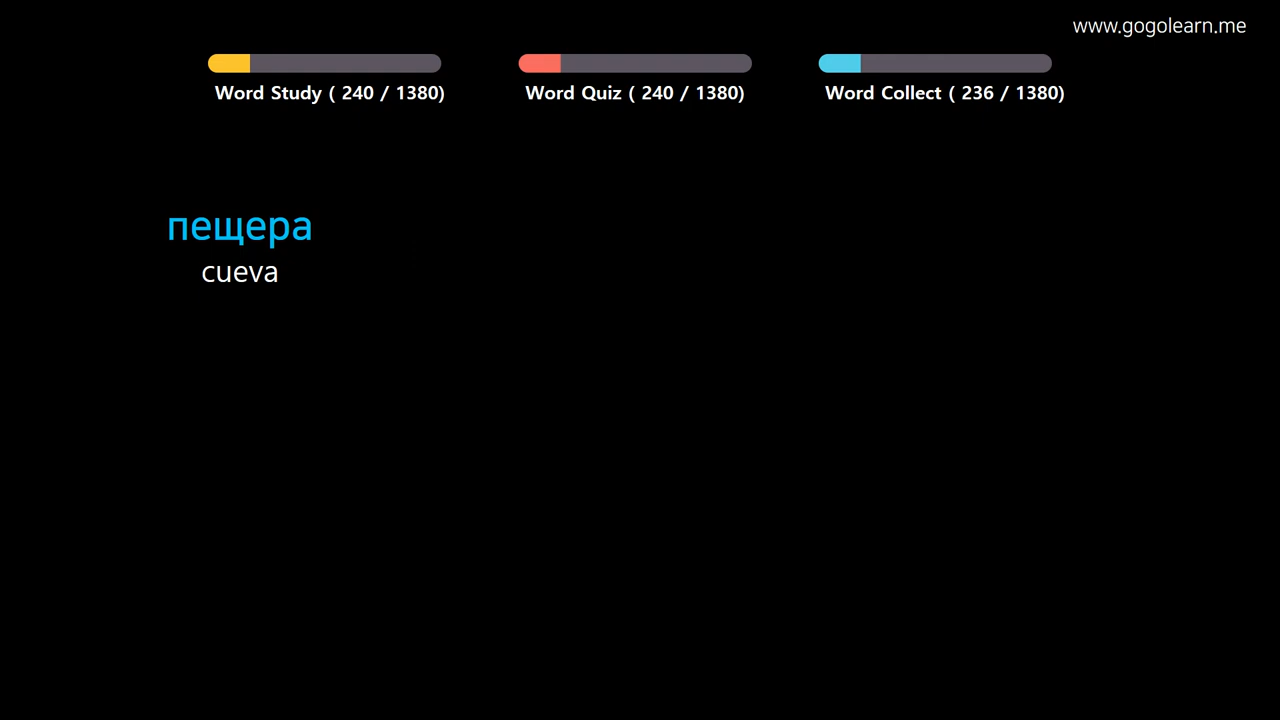 www.gogolearn.me
Word Study ( 240 / 1380)
Word Quiz ( 240 / 1380)
Word Collect ( 236 / 1380)
пещера
cueva